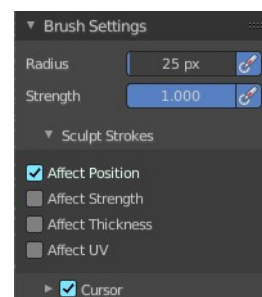 Brush Settings
Radius 25 px
Strength 1.000
Sculpt Strokes
Affect Position
Affect Strength
Affect Thickness
Affect UV
Cursor